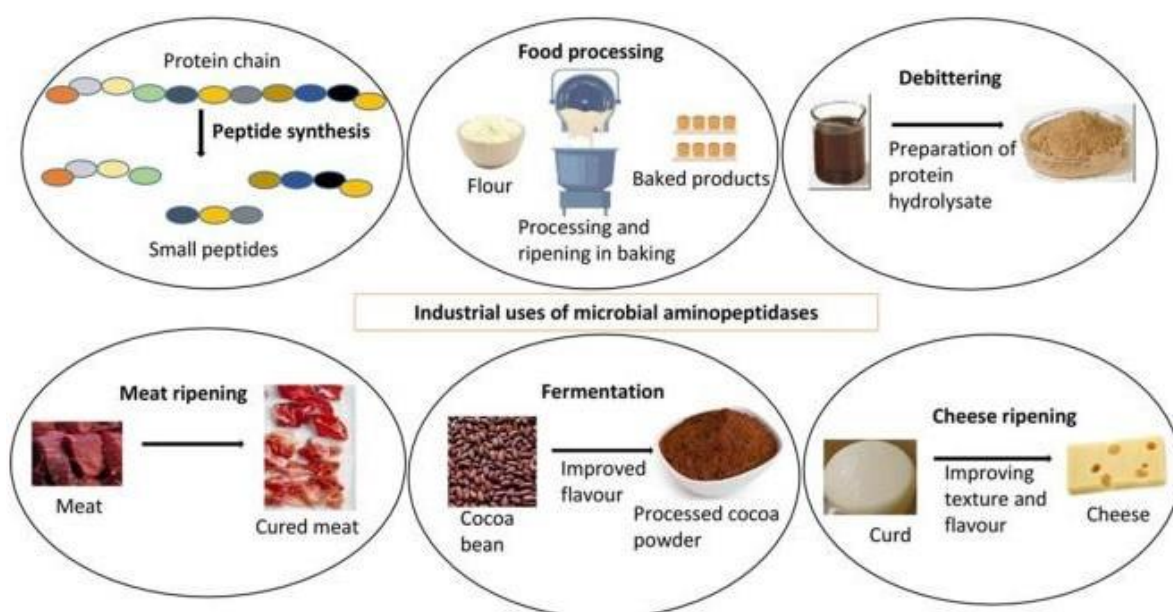 Protein chain
Peptide synthesis
Small peptides
Food processing
Flour
Baked products
Processing and
ripening in baking
Debittering
Preparation of
protein
hydrolysate
Industrial uses of microbial aminopeptidases
Meat ripening
Meat
Cured meat
Fermentation
Improved
flavour
Cocoa
bean
Processed cocoa
powder
Cheese ripening
Improving
texture and
flavour
Curd
Cheese